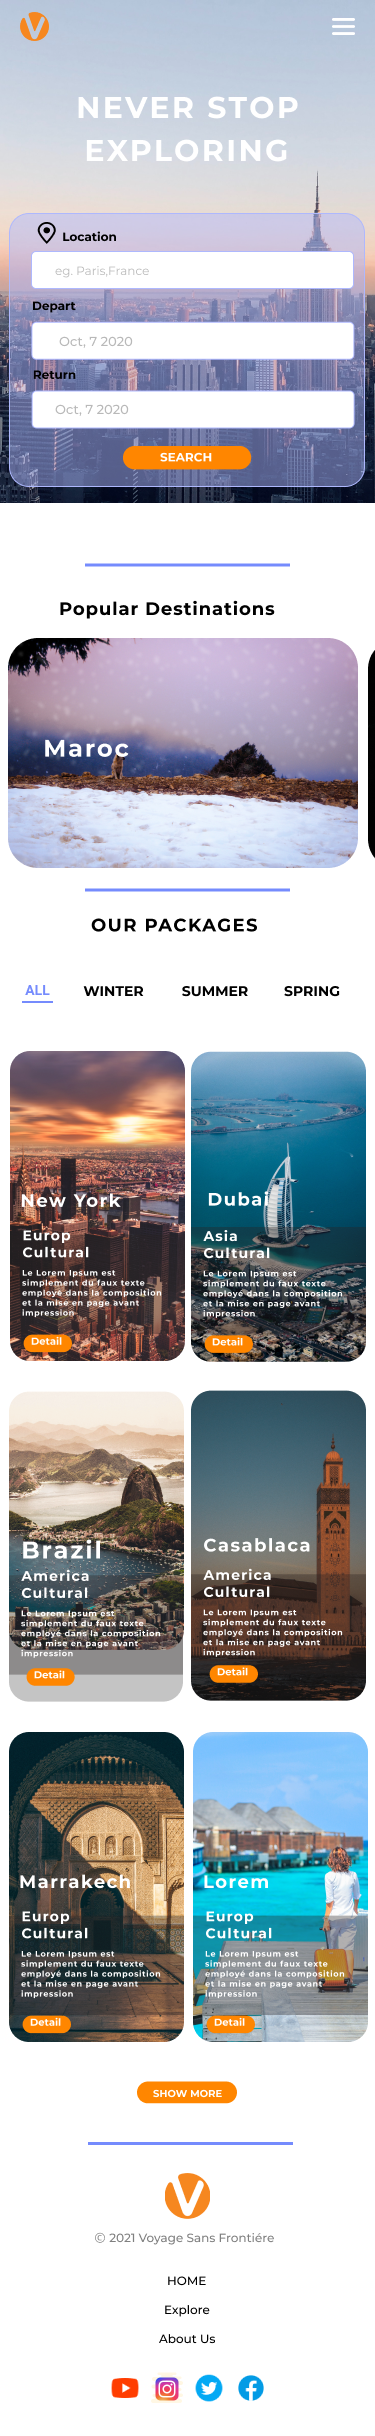 NEVER STOP
EXPLORING
Location
eg. Paris,France
Depart
Oct, 7 2020
Return
Oct, 7 2020
SEARCH
Popular Destinations
Maroc
OUR PACKAGES
ALL WINTER SUMMER SPRING
New York
Europ
Cultural
Le Lorem Ipsum est
simplement du faux texte
employé dans la composition
et la mise en page avant
impression
Detail
Dubai
Asia
Cultural
Le Lorem Ipsum est
simplement du faux texte
employé dans la composition
et la mise en page avant
impression
Detail
Brazil
America
Cultural
Le Lorem Ipsum est
simplement du faux texte
employé dans la composition
et la mise en page avant
impression
Detail
Casablaca
America
Cultural
Le Lorem Ipsum est
simplement du faux texte
employé dans la composition
et la mise en page avant
impression
Detail
Marrakech
Europ
Cultural
Le Lorem Ipsum est
simplement du faux texte
employé dans la composition
et la mise en page avant
impression
Detail
Lorem
Europ
Cultural
Le Lorem Ipsum est
simplement du faux texte
employé dans la composition
et la mise en page avant
impression
Detail
SHOW MORE
© 2021 Voyage Sans Frontiére
HOME
Explore
About Us